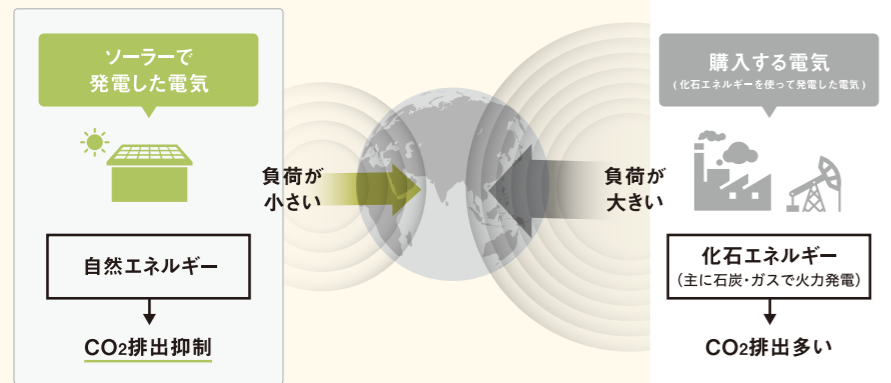 ソーラーで
発電した電気
負荷が
小さい
自然エネルギー
CO2排出抑制
負荷が
大きい
購入する電気
(化石エネルギーを使って発電した電気)
化石エネルギー
(主に石炭・ガスで火力発電)
CO2排出多い